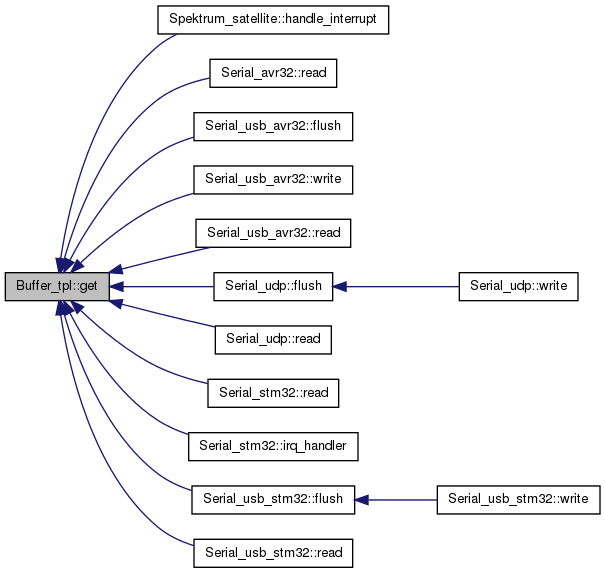 Spektrum_satellite::handle_interrupt
Serial_avr32::read
Serial_usb_avr32::flush
Serial_usb_avr32::write
Serial_usb_avr32::read
Buffer_tpl::get
Serial_udp::flush
Serial_udp::write
Serial_udp::read
Serial_stm32::read
Serial_stm32::irq_handler
Serial_usb_stm32::flush
Serial_usb_stm32::write
Serial_usb_stm32::read